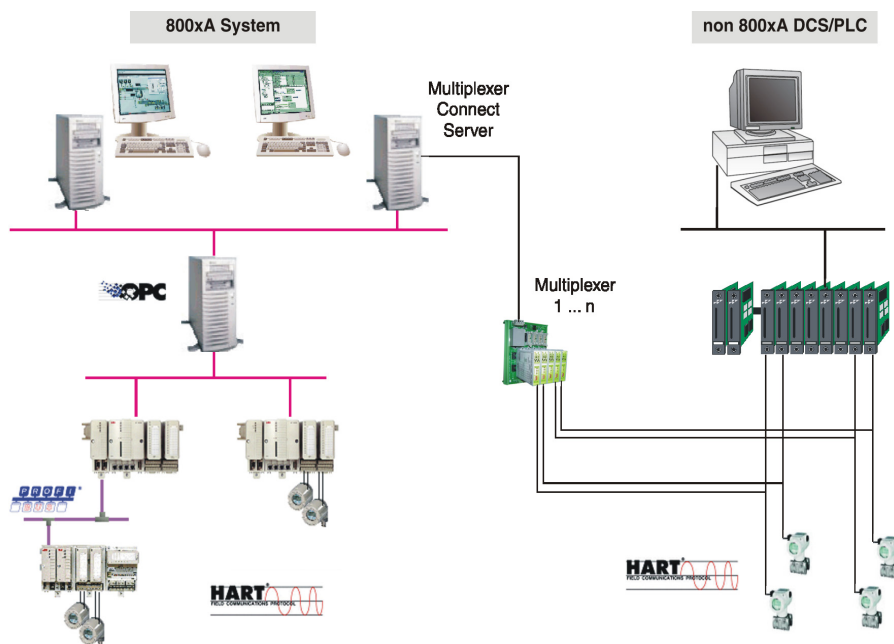 800xA System
non 800xA DCS/PLC
Multiplexer
Connect
Server
OPC
Multiplexer
1 ... n
PROFI®
BUS
HART®
FIELD COMMUNICATIONS PROTOCOL
HART®
FIELD COMMUNICATIONS PROTOCOL